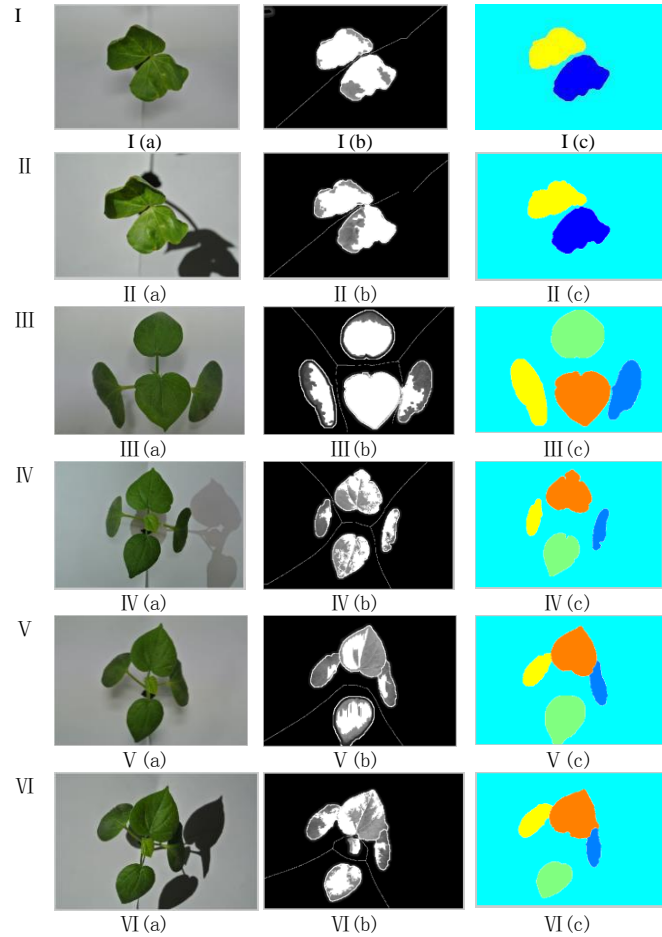 I
I (a) I (b) I (c)
Ⅱ
Ⅱ (a) Ⅱ (b) Ⅱ (c)
Ⅲ
Ⅲ (a) Ⅲ (b) Ⅲ (c)
Ⅳ
Ⅳ (a) Ⅳ (b) Ⅳ (c)
Ⅴ
Ⅴ (a) Ⅴ (b) Ⅴ (c)
Ⅵ
Ⅵ (a) Ⅵ (b) Ⅵ (c)